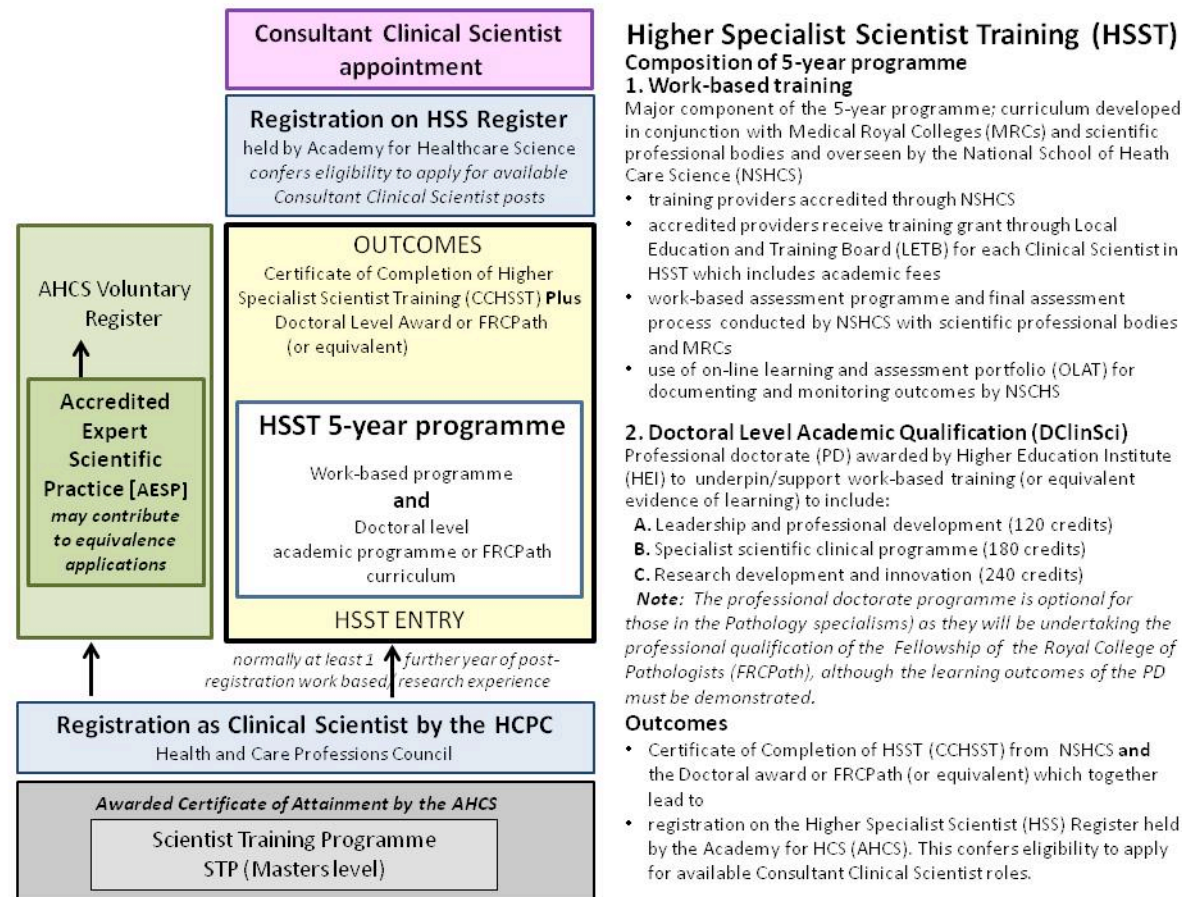 Consultant Clinical Scientist
appointment
Registration on HSS Register
held by Academy for Healthcare Science
confers eligibility to apply for available
Consultant Clinical Scientist posts
AHCS Voluntary
Register
Accredited
Expert
Scientific
Practice [AESP]
may contribute
to equivalence
applications
OUTCOMES
Certificate of Completion of Higher
Specialist Scientist Training (CCHSST) Plus
Doctoral Level Award or FRCPath
(or equivalent)
HSST 5-year programme
Work-based programme
and
Doctoral level
academic programme or FRCPath
curriculum
HSST ENTRY
normally at least 1 further year of post-
registration work based/ research experience
Registration as Clinical Scientist by the HCPC
Health and Care Professions Council
Awarded Certificate of Attainment by the AHCS
Scientist Training Programme
STP (Masters level)
Higher Specialist Scientist Training (HSST)
Composition of 5-year programme
1. Work-based training
Major component of the 5-year programme; curriculum developed
in conjunction with Medical Royal Colleges (MRCs) and scientific
professional bodies and overseen by the National School of Heath
Care Science (NSHCS)
• training providers accredited through NSHCS
• accredited providers receive training grant through Local
Education and Training Board (LETB) for each Clinical Scientist in
HSST which includes academic fees
• work-based assessment programme and final assessment
process conducted by NSHCS with scientific professional bodies
and MRCs
• use of on-line learning and assessment portfolio (OLAT) for
documenting and monitoring outcomes by NSCHS
2. Doctoral Level Academic Qualification (DClinSci)
Professional doctorate (PD) awarded by Higher Education Institute
(HEI) to underpin/support work-based training (or equivalent
evidence of learning) to include:
A. Leadership and professional development (120 credits)
B. Specialist scientific clinical programme (180 credits)
C. Research development and innovation (240 credits)
Note: The professional doctorate programme is optional for
those in the Pathology specialisms) as they will be undertaking the
professional qualification of the Fellowship of the Royal College of
Pathologists (FRCPath), although the learning outcomes of the PD
must be demonstrated.
Outcomes
• Certificate of Completion of HSST (CCHSST) from NSHCS and
the Doctoral award or FRCPath (or equivalent) which together
lead to
• registration on the Higher Specialist Scientist (HSS) Register held
by the Academy for HCS (AHCS). This confers eligibility to apply
for available Consultant Clinical Scientist roles.